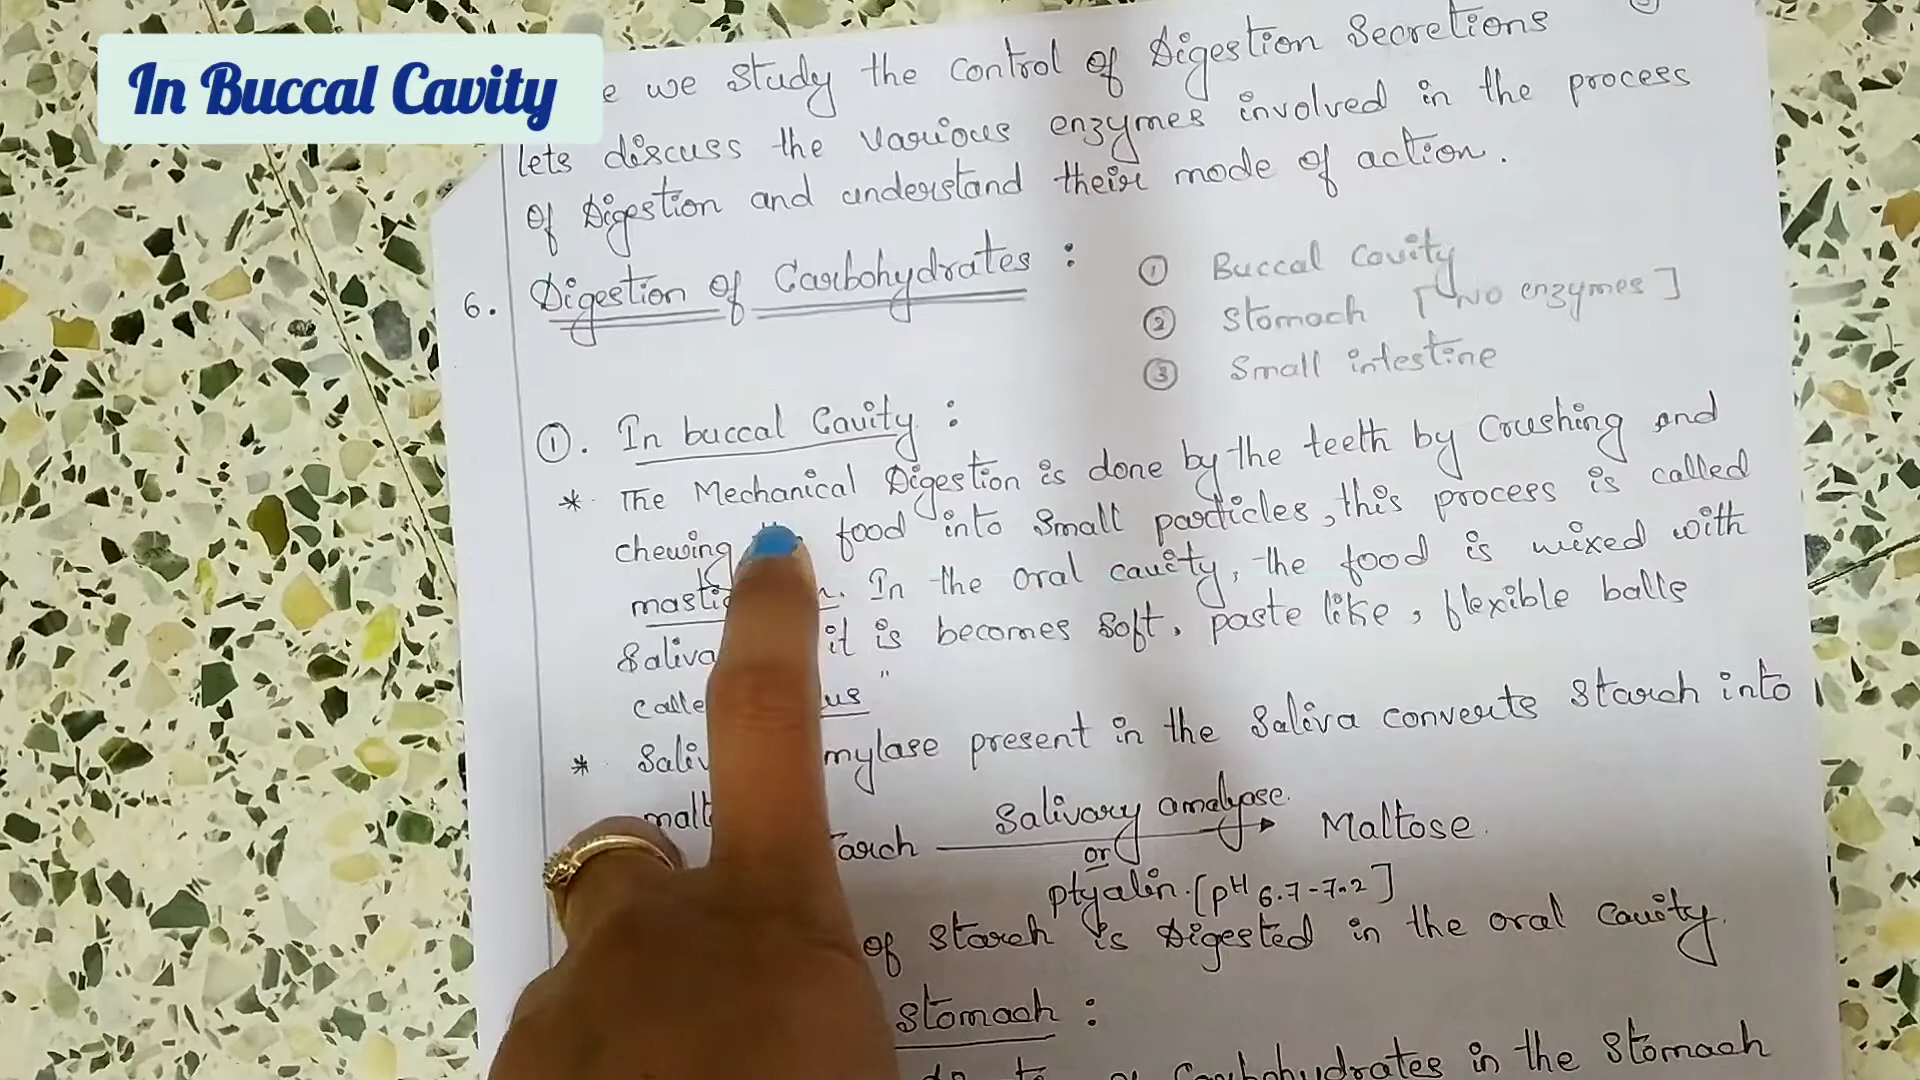 In Buccal Cavity
e we study the control of Digestion Secretions
lets discuss the various enzymes involved in the process
of Digestion and understand their mode of action.
6. Digestion of Carbohydrates :
① Buccal Cavity
② Stomach [No enzymes]
③ Small intestine
①. In buccal Cavity :
* The Mechanical Digestion is done by the teeth by Crushing and
chewing food into Small particles, this process is called
masti n. In the oral cavity, the food is mixed with
Saliva it is becomes soft, paste like, flexible balls
calle us"
* Saliv mylase present in the Saliva converts Starch into
malt arch Salivary amalyase → Maltose
or
ptyalin. [pH 6.7-7.2]
of Starch is Digested in the oral cavity.
Stomach :
Carbohydrates in the Stomach